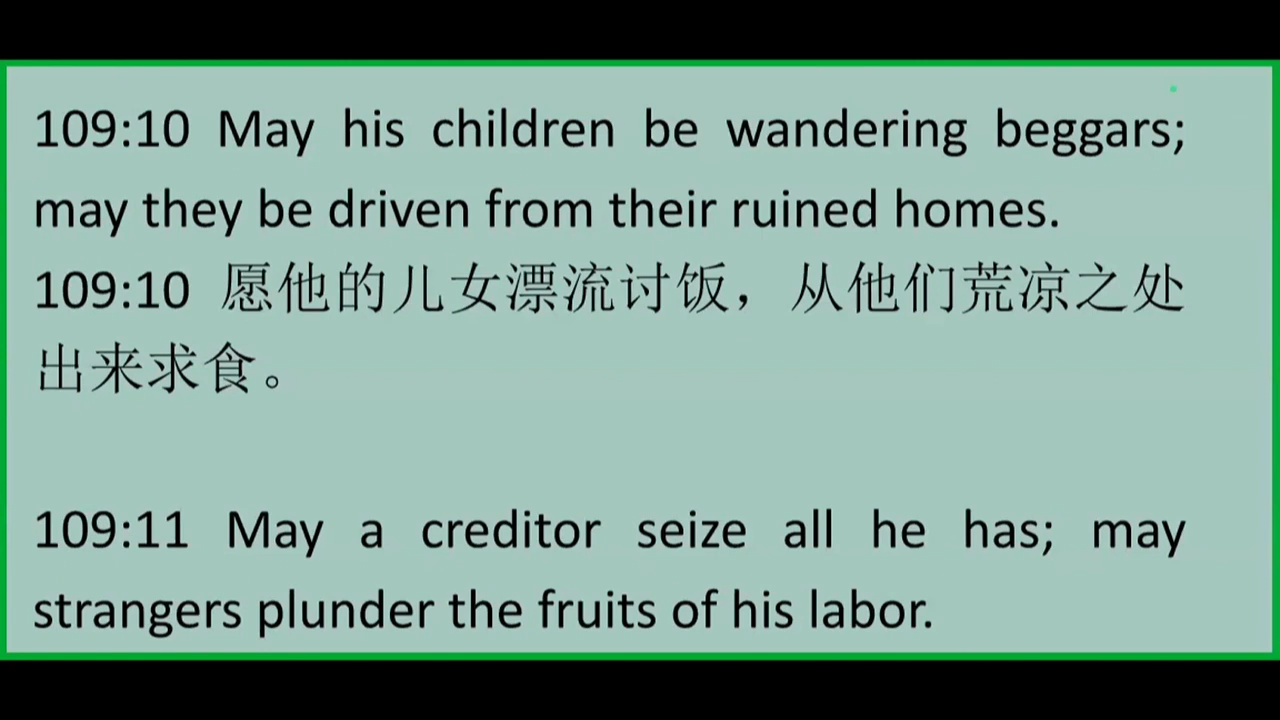 109:10 May his children be wandering beggars;
may they be driven from their ruined homes.
109:10 愿他的儿女漂流讨饭，从他们荒凉之处
出来求食。
109:11 May a creditor seize all he has; may
strangers plunder the fruits of his labor.